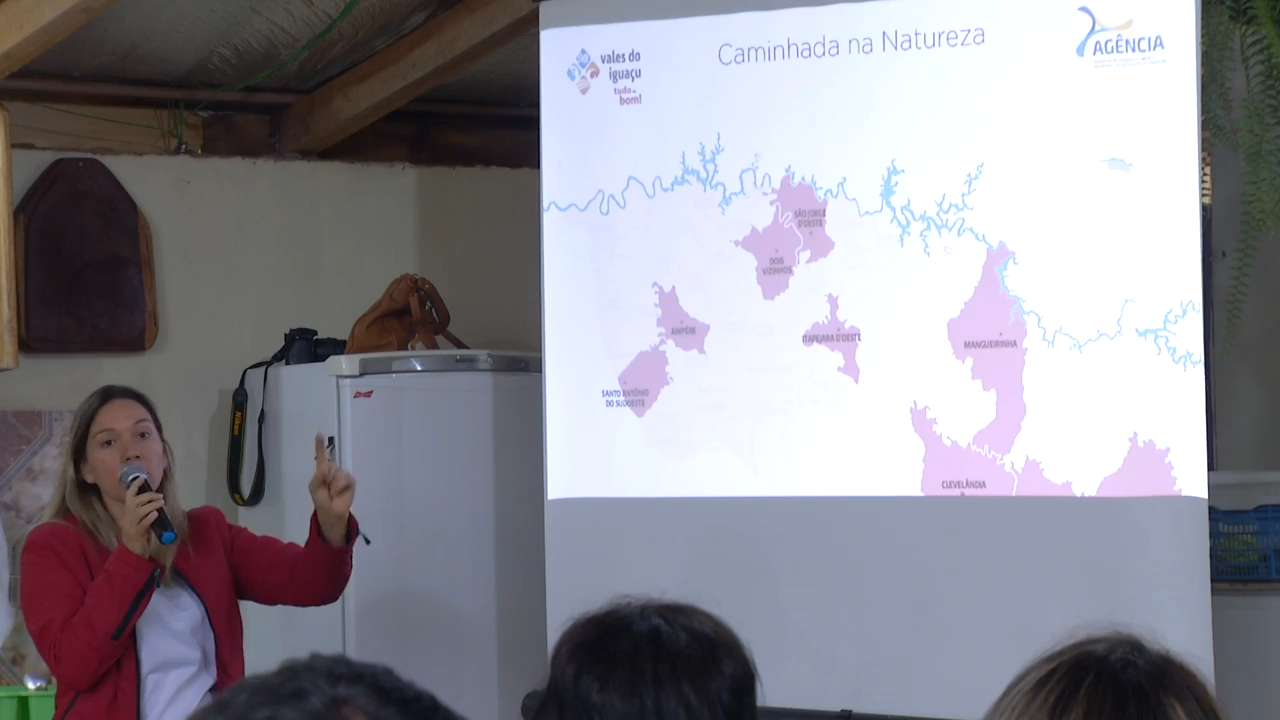 Caminhada na Natureza
vales do
iguaçu
tudo
bom!
AGÊNCIA
SÃO JORGE
D'OESTE
DOIS
VIZINHOS
AMPÉRE
ITAPEJARA D'OESTE
MANGUEIRINHA
SANTO ANTÔNIO
DO SUDOESTE
CLEVELÂNDIA
Nikon